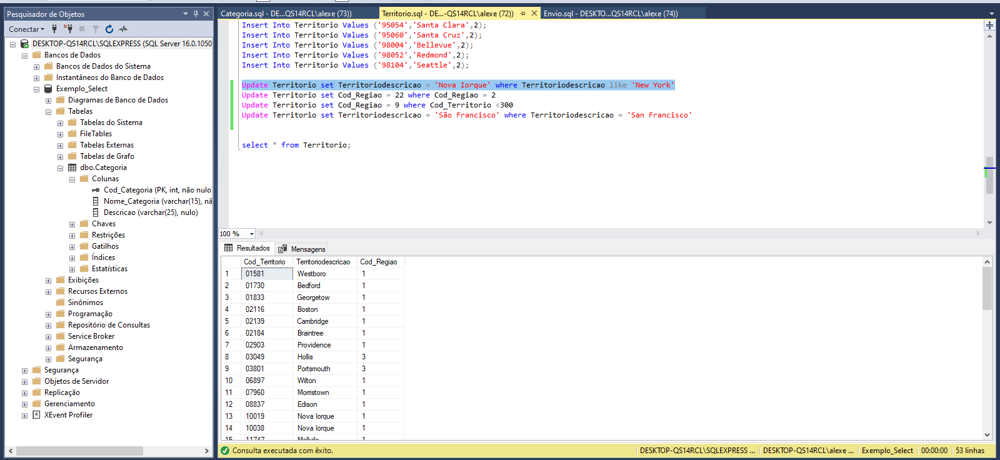 Pesquisador de Objetos
Conectar
DESKTOP-QS14RCL\SQLEXPRESS (SQL Server 16.0.1050
Bancos de Dados
Bancos de Dados do Sistema
Instantâneos do Banco de Dados
Exemplo_Select
Diagramas de Banco de Dados
Tabelas
Tabelas do Sistema
FileTables
Tabelas Externas
Tabelas de Grafo
dbo.Categoria
Colunas
Cod_Categoria (PK, int, não nulo)
Nome_Categoria (varchar(15), nã
Descricao (varchar(25), nulo)
Chaves
Restrições
Gatilhos
Índices
Estatísticas
Exibições
Recursos Externos
Sinônimos
Programação
Repositório de Consultas
Service Broker
Armazenamento
Segurança
Segurança
Objetos de Servidor
Replicação
Gerenciamento
XEvent Profiler
Categoria.sql - DE...QS14RCL\alexe (73))
Territorio.sql - DE...-QS14RCL\alexe (72))
Envio.sql - DESKTO...QS14RCL\alexe (74))
Insert Into Territorio Values ('95054','Santa Clara',2);
Insert Into Territorio Values ('95060','Santa Cruz',2);
Insert Into Territorio Values ('98004','Bellevue',2);
Insert Into Territorio Values ('98052','Redmond',2);
Insert Into Territorio Values ('98104','Seattle',2);
Update Territorio set Territoriodescricao = 'Nova Iorque' where Territoriodescricao like 'New York'
Update Territorio set Cod_Regiao = 22 where Cod_Regiao = 2
Update Territorio set Cod_Regiao = 9 where Cod_Territorio <300
Update Territorio set Territoriodescricao = 'São Francisco' where Territoriodescricao = 'San Francisco'
select * from Territorio;
100 %
Resultados Mensagens
Cod_Territorio Territoriodescricao Cod_Regiao
1 01581 Westboro 1
2 01730 Bedford 1
3 01833 Georgetow 1
4 02116 Boston 1
5 02139 Cambridge 1
6 02184 Braintree 1
7 02903 Providence 1
8 03049 Hollis 3
9 03801 Portsmouth 3
10 06897 Wilton 1
11 07960 Morristown 1
12 08837 Edison 1
13 10019 Nova Iorque 1
14 10038 Nova Iorque 1
15 11747 Mellvile 1
Consulta executada com êxito.
DESKTOP-QS14RCL\SQLEXPRESS ... DESKTOP-QS14RCL\alexe ... Exemplo_Select 00:00:00 53 linhas